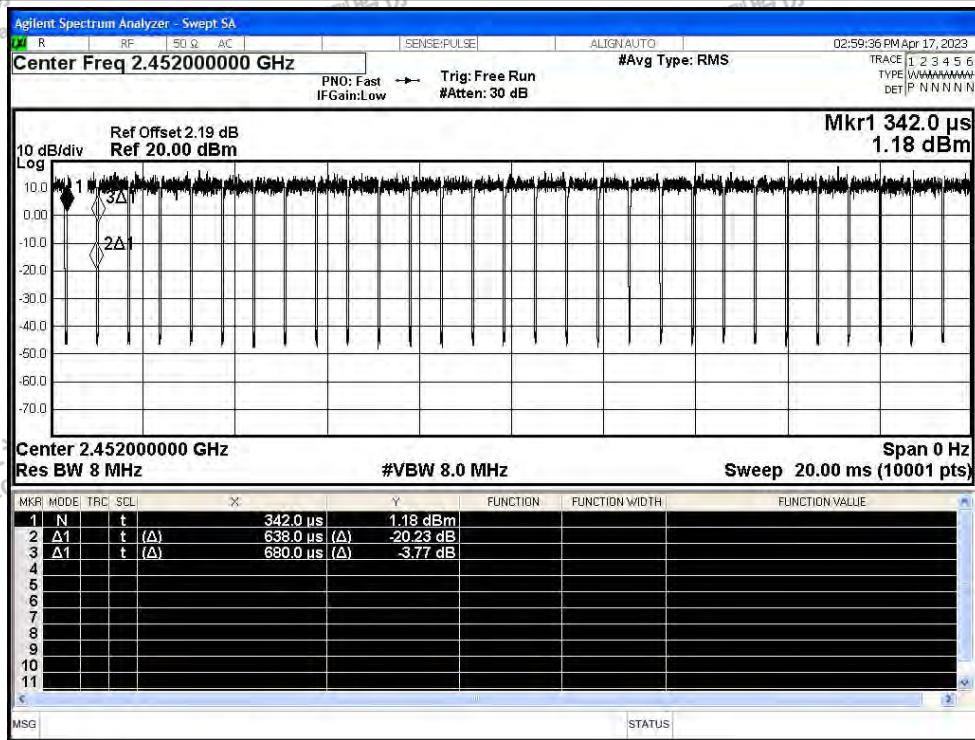 Agilent Spectrum Analyzer - Swept SA
R RF 50 Ω AC SENSE:PULSE ALIGN AUTO 02:59:36 PM Apr 17, 2023
Center Freq 2.452000000 GHz #Avg Type: RMS TRACE 1 2 3 4 5 6
PNO: Fast Trig: Free Run TYPE WWWWWW
IFGain:Low #Atten: 30 dB DET P N N N N N
Mkr1 342.0 µs
Ref Offset 2.19 dB
10 dB/div Ref 20.00 dBm 1.18 dBm
Log
10.0 1
3Δ1
0.00
-10.0 2Δ1
-20.0
-30.0
-40.0
-50.0
-60.0
-70.0
Center 2.452000000 GHz Span 0 Hz
Res BW 8 MHz #VBW 8.0 MHz Sweep 20.00 ms (10001 pts)
MKR MODE TRC SCL X Y FUNCTION FUNCTION WIDTH FUNCTION VALUE
1 N t 342.0 µs 1.18 dBm
2 Δ1 t (Δ) 638.0 µs (Δ) -20.23 dB
3 Δ1 t (Δ) 680.0 µs (Δ) -3.77 dB
4
5
6
7
8
9
10
11
MSG STATUS